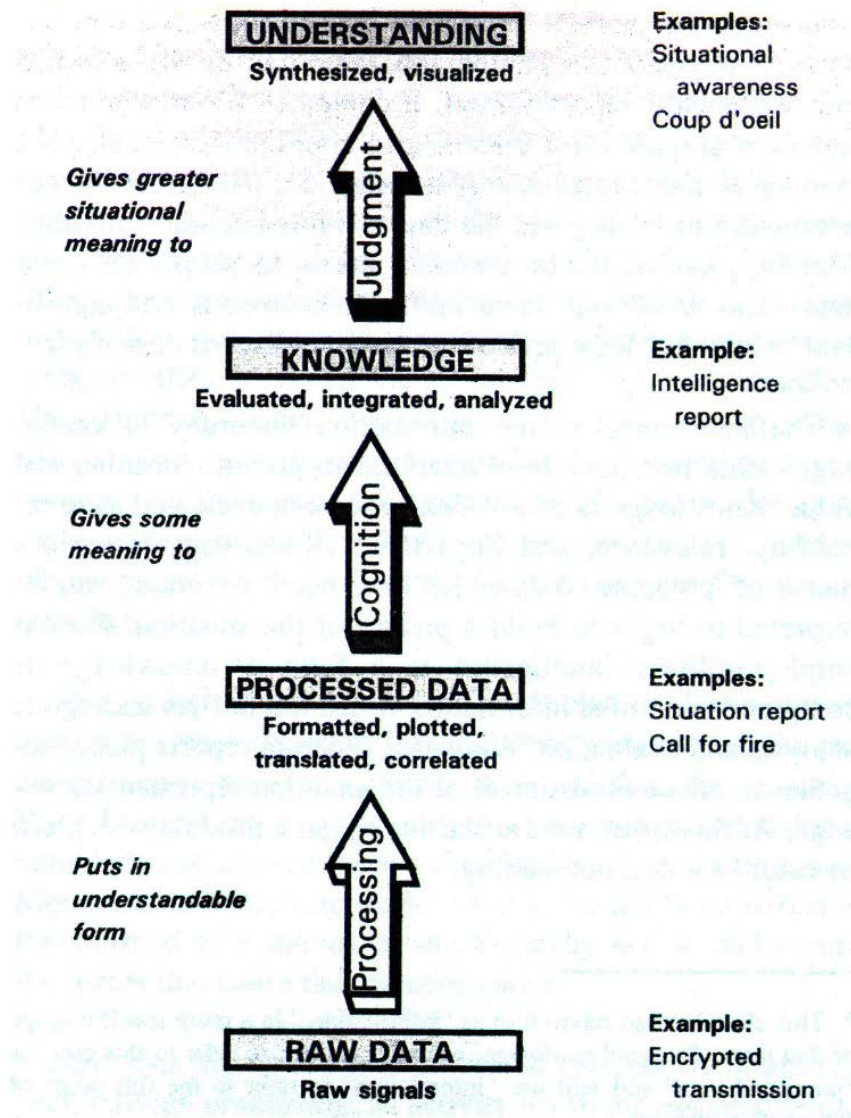 UNDERSTANDING
Synthesized, visualized
Examples:
Situational
awareness
Coup d'oeil
Gives greater
situational
meaning to
Judgment
KNOWLEDGE
Evaluated, integrated, analyzed
Example:
Intelligence
report
Gives some
meaning to
Cognition
PROCESSED DATA
Formatted, plotted,
translated, correlated
Examples:
Situation report
Call for fire
Puts in
understandable
form
Processing
RAW DATA
Raw signals
Example:
Encrypted
transmission